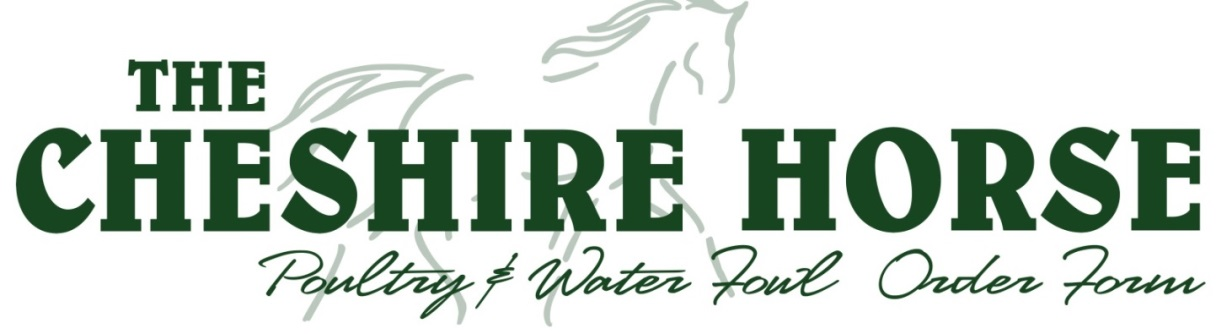 THE
CHESHIRE HORSE
Poultry & Water Fowl Order Form